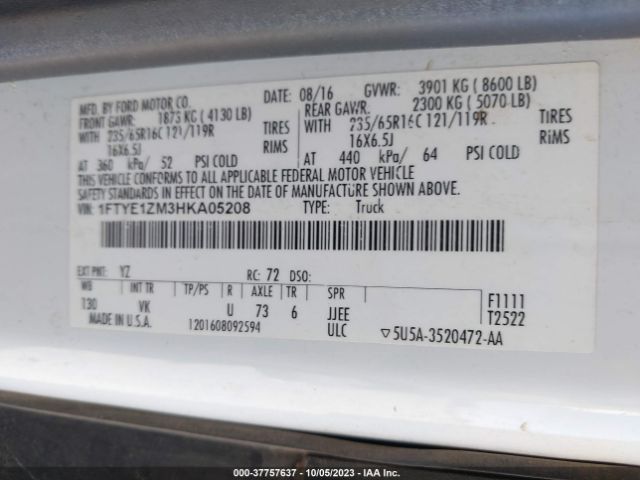 MFD. BY FORD MOTOR CO. DATE: 08/16 GVWR: 3901 KG ( 8600 LB)
FRONT GAWR: 1873 KG ( 4130 LB) REAR GAWR: 2300 KG ( 5070 LB)
WITH 235/65R16C 121/119R TIRES WITH 235/65R16C 121/119R TIRES
16X6.5J RIMS 16X6.5J RIMS
AT 360 kPa/ 52 PSI COLD AT 440 kPa/ 64 PSI COLD
THIS VEHICLE CONFORMS TO ALL APPLICABLE FEDERAL MOTOR VEHICLE
SAFETY STANDARDS IN EFFECT ON THE DATE OF MANUFACTURE SHOWN ABOVE.
VIN: 1FTYE1ZM3HKA05208 TYPE: Truck
EXT PNT: YZ RC: 72 DSO:
WB INT TR TP/PS R AXLE TR SPR F1111
130 VK U 73 6 JJEE T2522
MADE IN U.S.A. 1201608092594 ULC ▽5U5A-3520472-AA
000-37757637 - 10/05/2023 - IAA Inc.